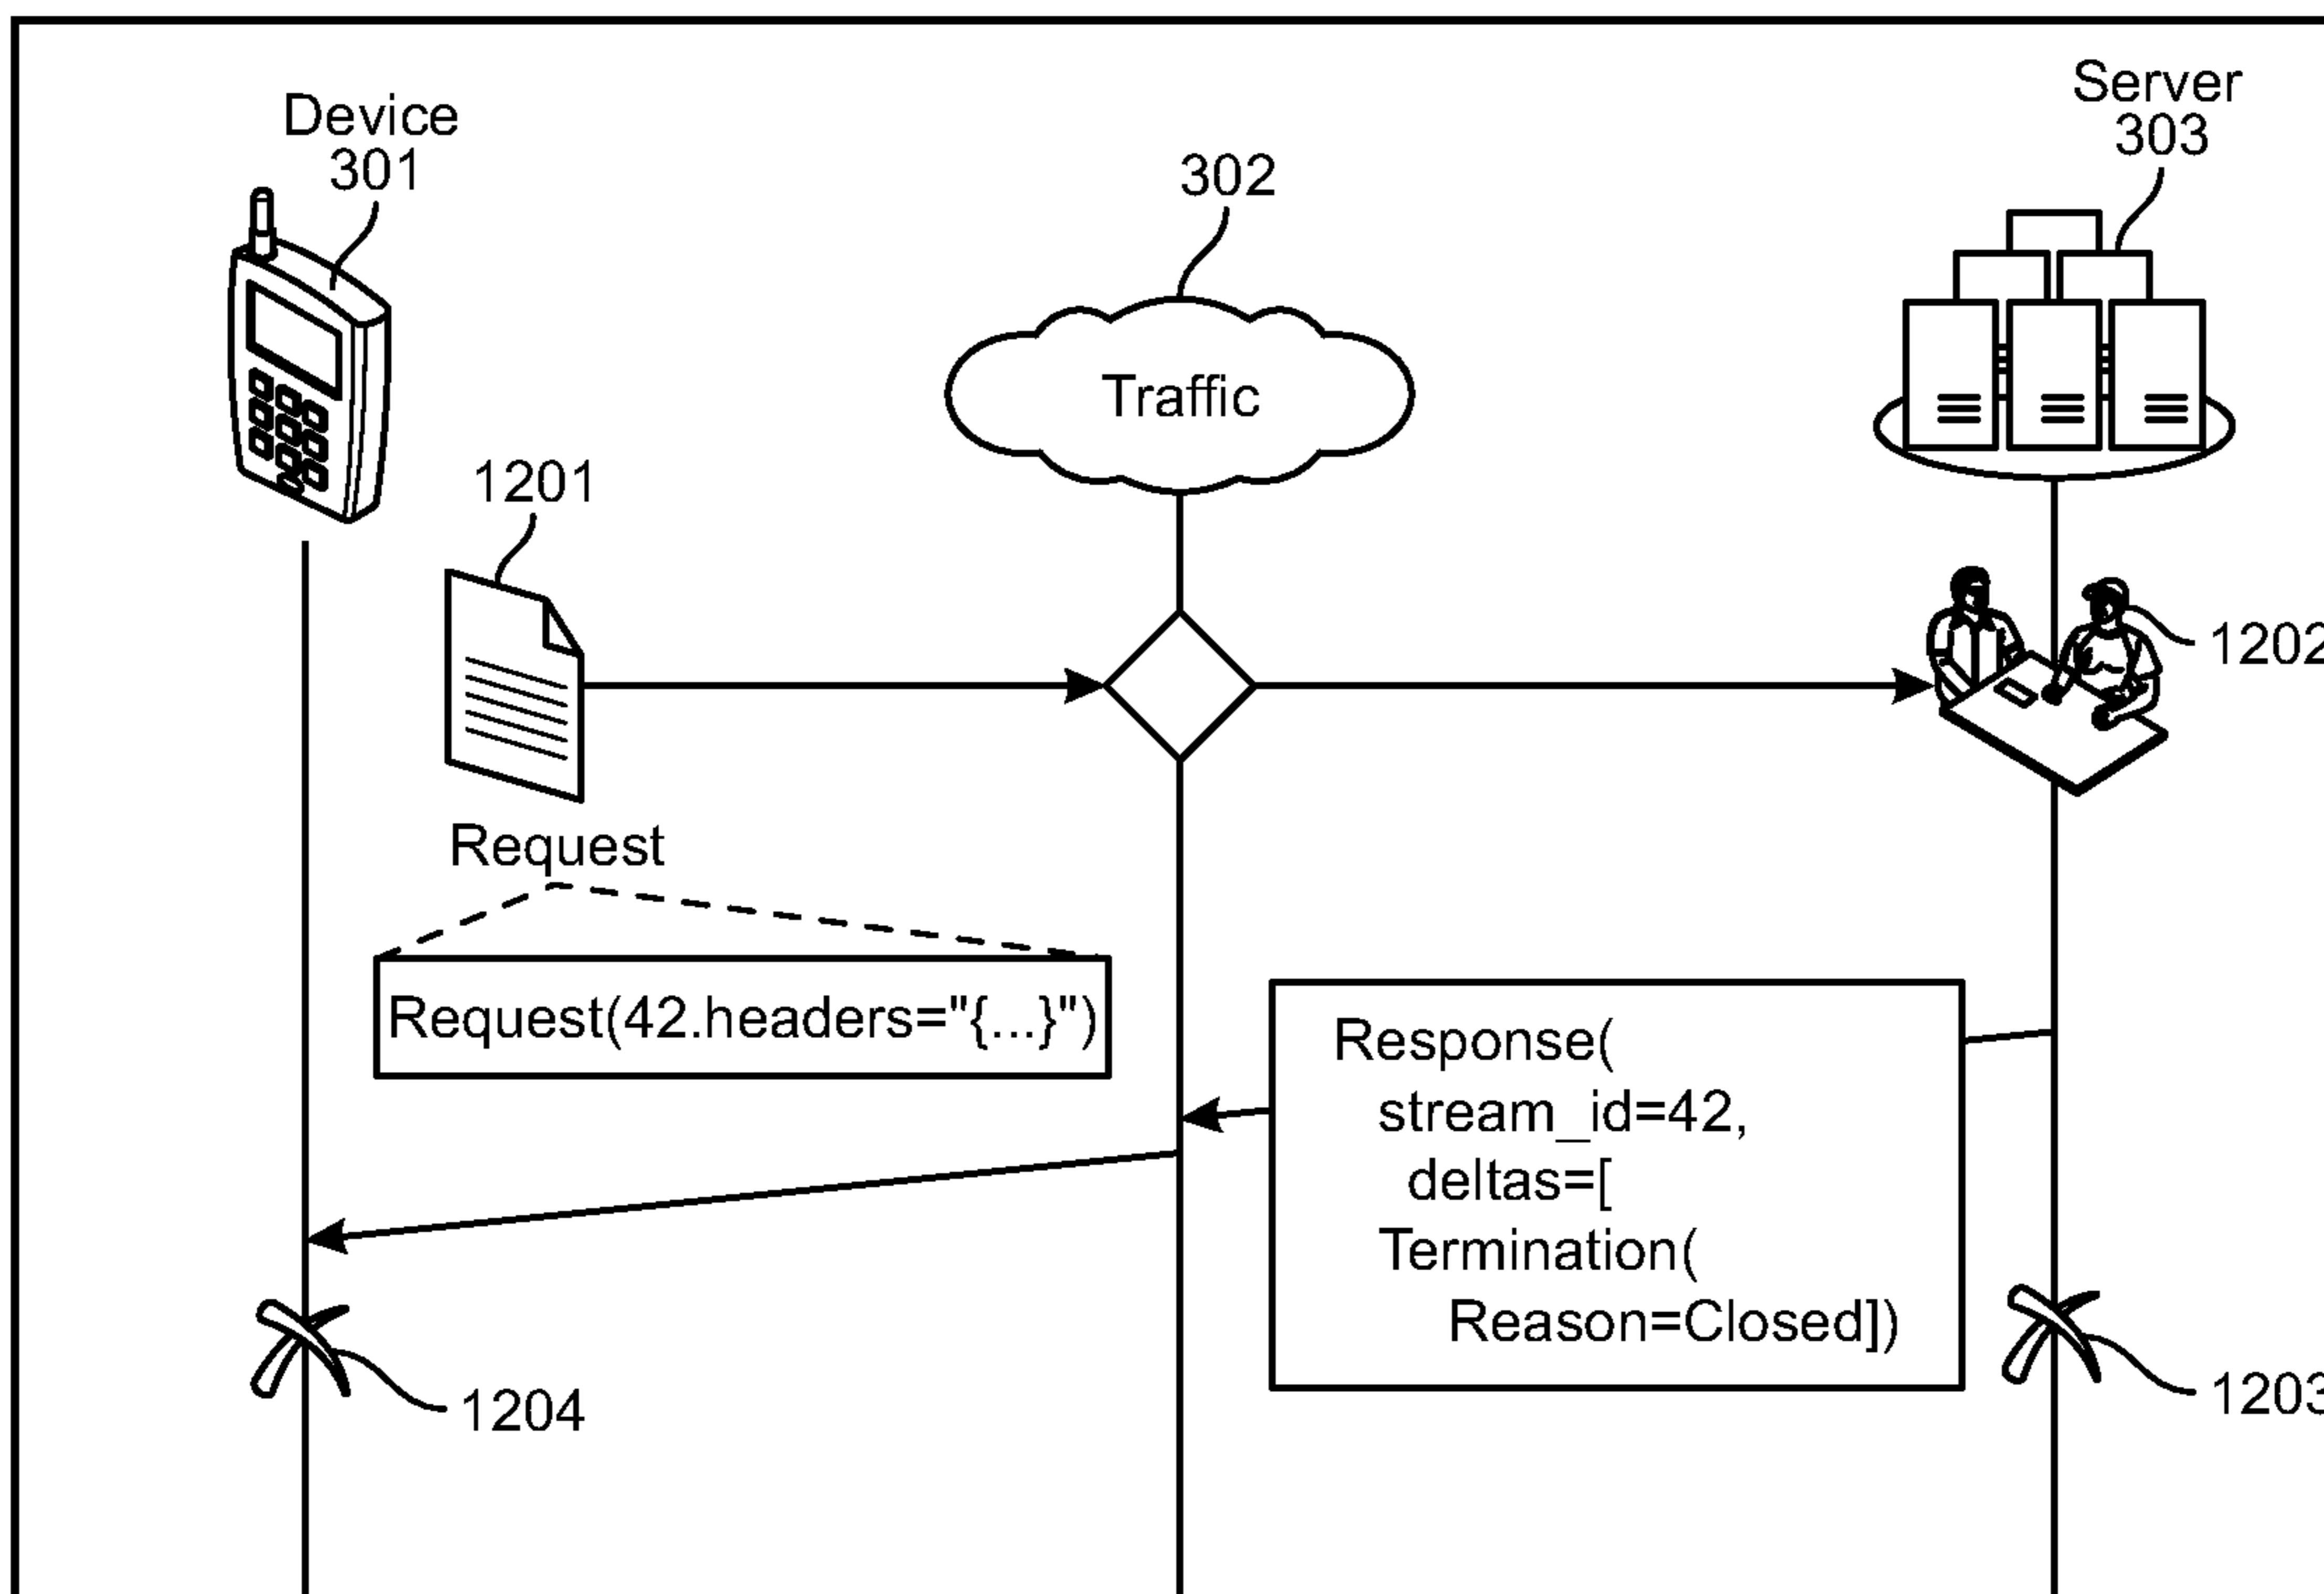 Device
301
302
Server
303
Traffic
1201
1202
Request
Request(42.headers="{...}")
Response(
stream_id=42,
deltas=[
Termination(
Reason=Closed])
1204
1203